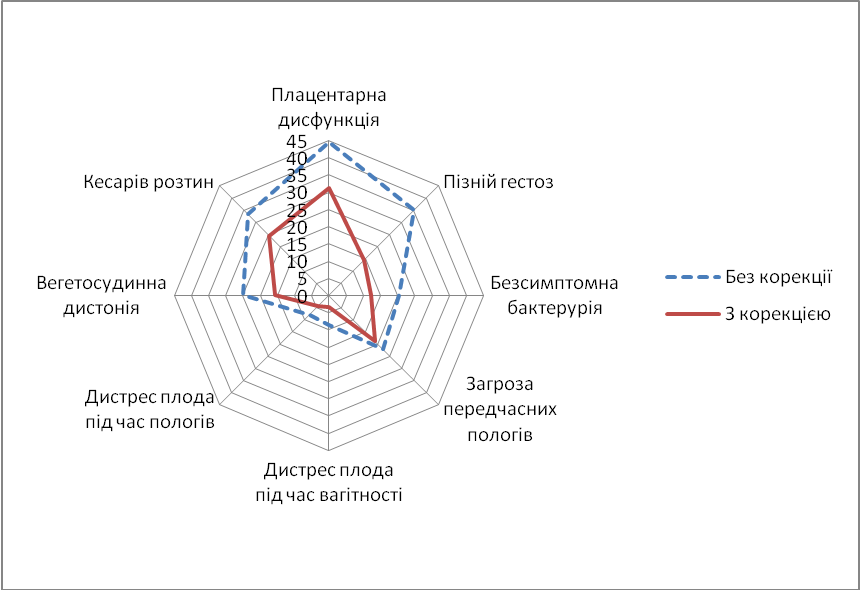 Плацентарна
дисфункція
45
40
35
30
25
20
15
10
5
0
Кесарів розтин
Пізній гестоз
Вегетосудинна
дистонія
Безсимптомна
бактерурія
Без корекції
З корекцією
Дистрес плода
під час пологів
Загроза
передчасних
пологів
Дистрес плода
під час вагітності